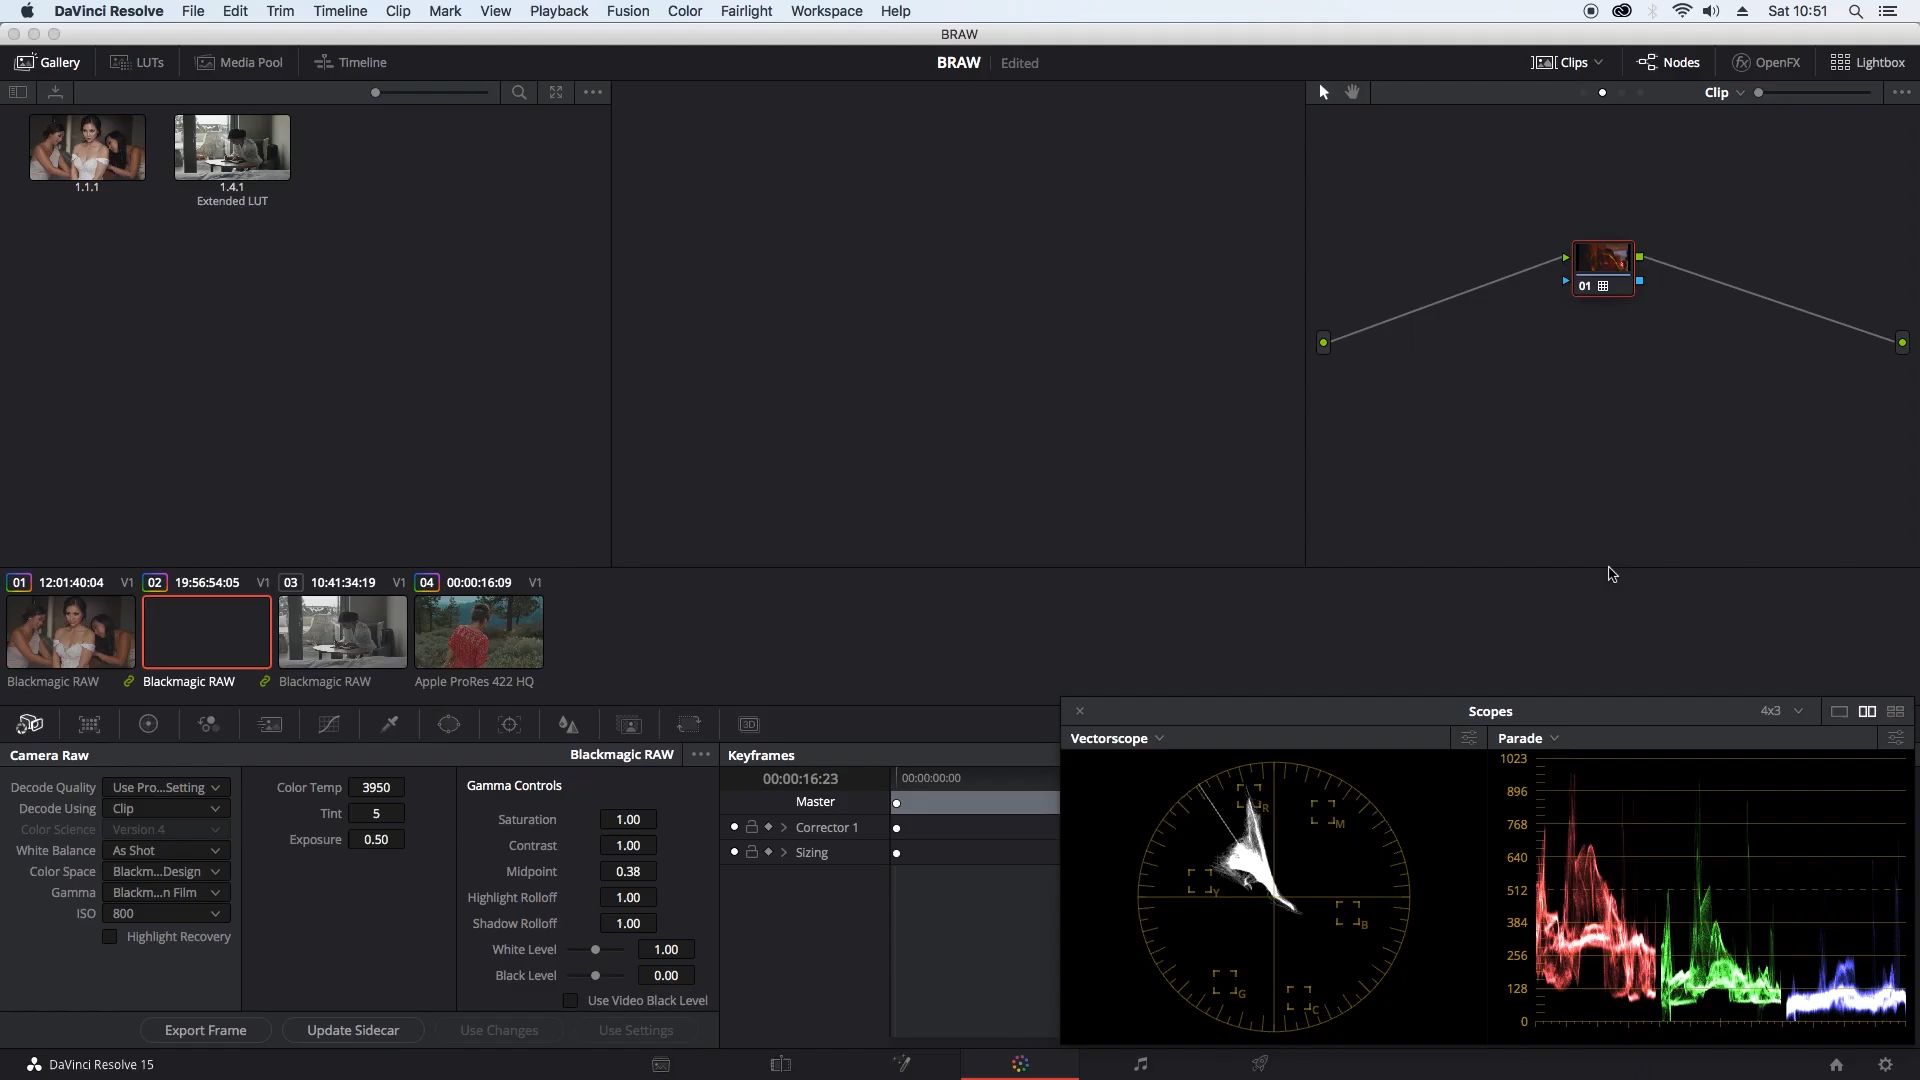 DaVinci Resolve File Edit Trim Timeline Clip Mark View Playback Fusion Color Fairlight Workspace Help Sat 10:51
BRAW
Gallery LUTs Media Pool Timeline BRAW Edited Clips Nodes OpenFX Lightbox
Clip
1.1.1 1.4.1
Extended LUT
01
01 12:01:40:04 V1 02 19:56:54:05 V1 03 10:41:34:19 V1 04 00:00:16:09 V1
Blackmagic RAW Blackmagic RAW Blackmagic RAW Apple ProRes 422 HQ
Scopes 4x3
3D
Vectorscope Parade
Camera Raw Blackmagic RAW Keyframes
Decode Quality Use Pro...Setting
Decode Using Clip
Color Science Version 4
White Balance As Shot
Color Space Blackm...Design
Gamma Blackm...n Film
ISO 800
Highlight Recovery
Color Temp 3950
Tint 5
Exposure 0.50
Gamma Controls
Saturation 1.00
Contrast 1.00
Midpoint 0.38
Highlight Rolloff 1.00
Shadow Rolloff 1.00
White Level 1.00
Black Level 0.00
Use Video Black Level
00:00:16:23 00:00:00:00
Master
Corrector 1
Sizing
R
M
Y
B
G
C
1023
896
768
640
512
384
256
128
0
Export Frame Update Sidecar Use Changes Use Settings
DaVinci Resolve 15